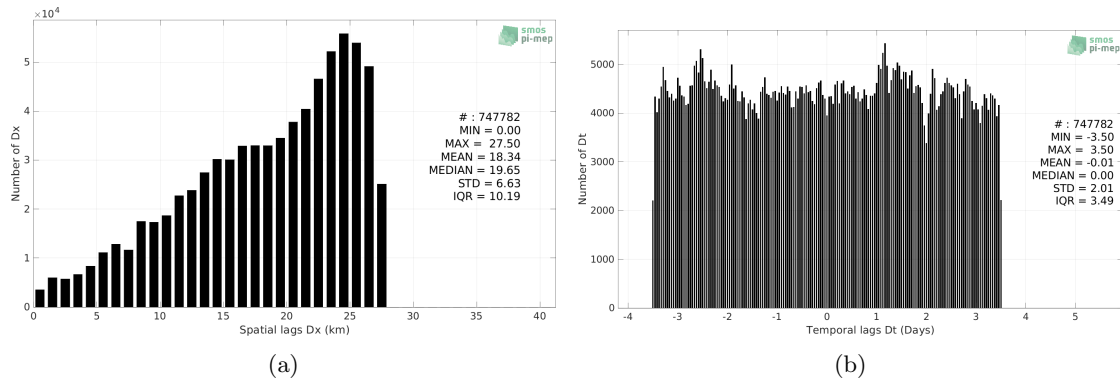 ×10⁴
smos
pi-mep
5
4
3
2
1
0
Number of Dx
# : 747782
MIN = 0.00
MAX = 27.50
MEAN = 18.34
MEDIAN = 19.65
STD = 6.63
IQR = 10.19
0 5 10 15 20 25 30 35 40
Spatial lags Dx (km)
(a)
smos
pi-mep
5000
4000
3000
2000
1000
0
Number of Dt
# : 747782
MIN = -3.50
MAX = 3.50
MEAN = -0.01
MEDIAN = 0.00
STD = 2.01
IQR = 3.49
-4 -3 -2 -1 0 1 2 3 4 5
Temporal lags Dt (Days)
(b)